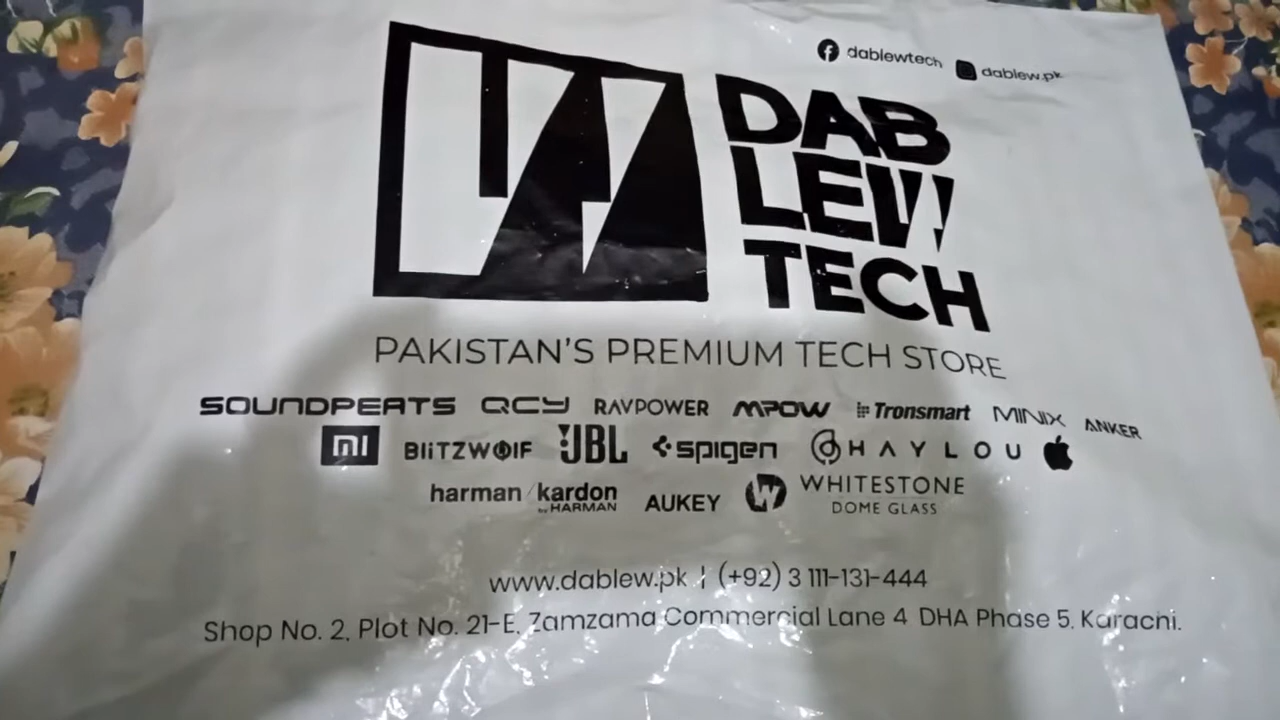 dablewtech dablew.pk
DAB
LEW
TECH
PAKISTAN'S PREMIUM TECH STORE
SOUNDPEATS QCY RAVPOWER MPOW Tronsmart MINIX ANKER
mi BLiTZWOlF JBL spigen HAYLOU
harman / kardon AUKEY WHITESTONE
by HARMAN DOME GLASS
www.dablew.pk | (+92) 3 111-131-444
Shop No. 2, Plot No. 21-E, Zamzama Commercial Lane 4 DHA Phase 5, Karachi.